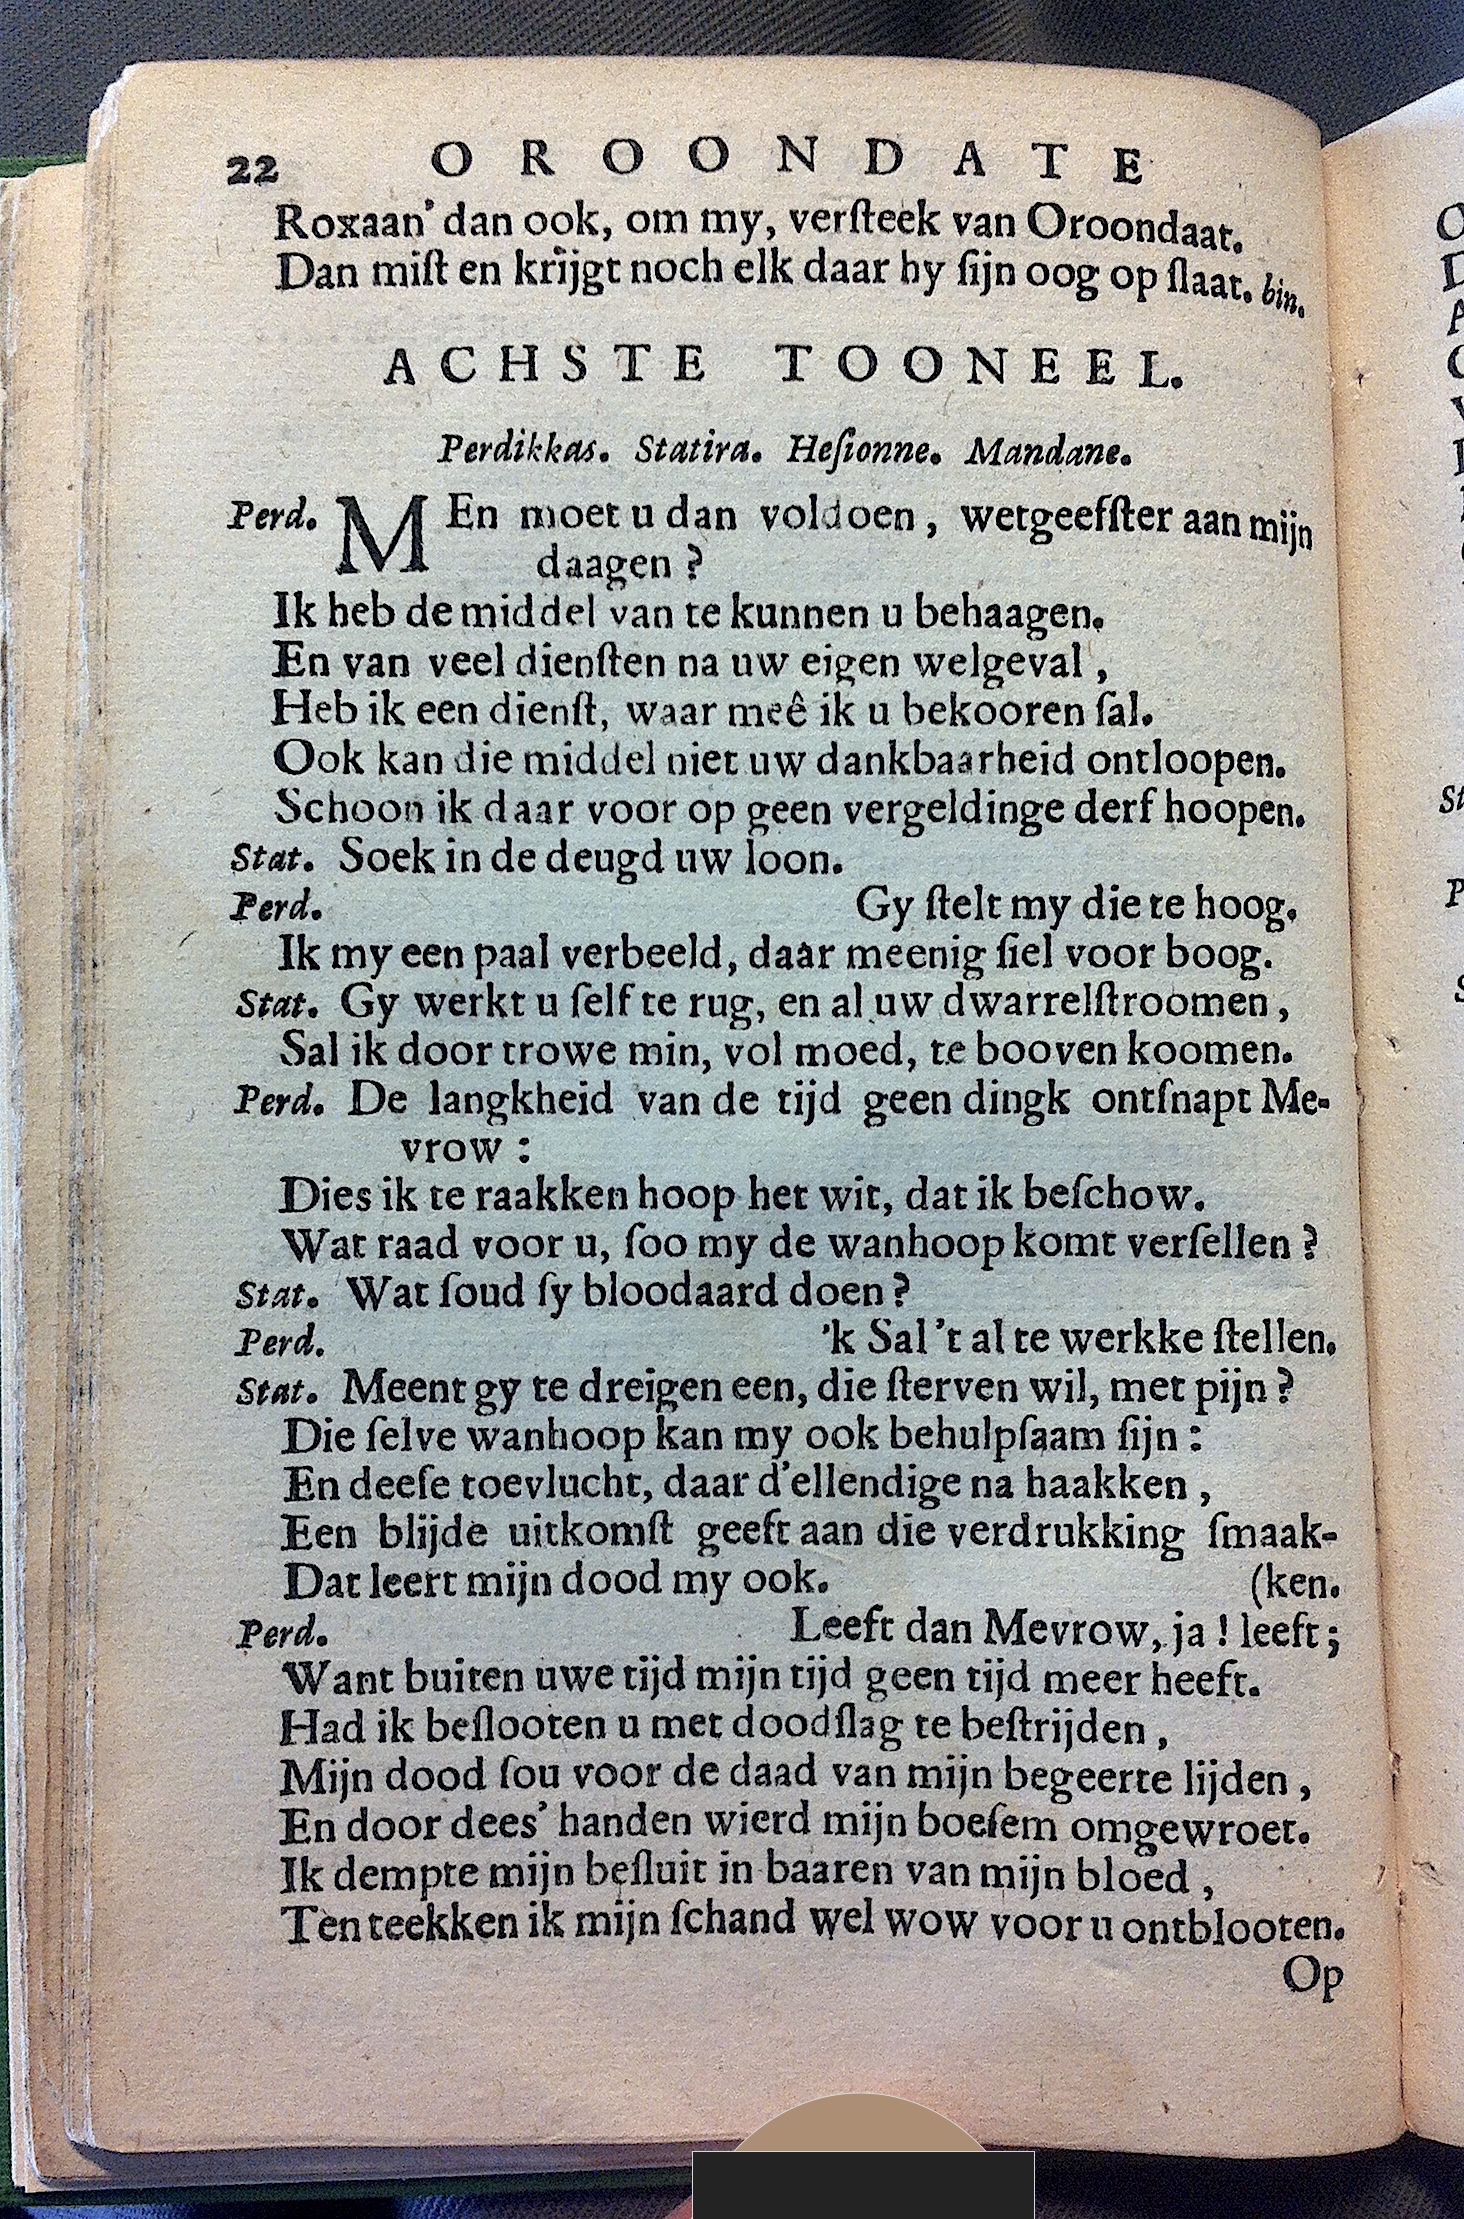 22 OROONDATE
Roxaan' dan ook, om my, verſteek van Oroondaat.
Dan miſt en krijgt noch elk daar hy ſijn oog op ſlaat. bin.
ACHSTE TOONEEL.
Perdikkas. Statira. Heſionne. Mandane.
Perd. MEn moet u dan voldoen, wetgeefſter aan mijn
daagen?
Ik heb de middel van te kunnen u behaagen.
En van veel dienſten na uw eigen welgeval,
Heb ik een dienſt, waar meê ik u bekooren ſal.
Ook kan die middel niet uw dankbaarheid ontloopen.
Schoon ik daar voor op geen vergeldinge derf hoopen.
Stat. Soek in de deugd uw loon.
Perd. Gy ſtelt my die te hoog.
Ik my een paal verbeeld, daar meenig ſiel voor boog.
Stat. Gy werkt u ſelf te rug, en al uw dwarrelſtroomen,
Sal ik door trowe min, vol moed, te booven koomen.
Perd. De langkheid van de tijd geen dingk ontſnapt Me-
vrow:
Dies ik te raakken hoop het wit, dat ik beſchow.
Wat raad voor u, ſoo my de wanhoop komt verſellen?
Stat. Wat ſoud ſy bloodaard doen?
Perd. 'k Sal 't al te werkke ſtellen.
Stat. Meent gy te dreigen een, die ſterven wil, met pijn?
Die ſelve wanhoop kan my ook behulpſaam ſijn:
En deeſe toevlucht, daar d'ellendige na haakken,
Een blijde uitkomſt geeft aan die verdrukking ſmaak-
Dat leert mijn dood my ook. (ken.
Perd. Leeft dan Mevrow, ja! leeft;
Want buiten uwe tijd mijn tijd geen tijd meer heeft.
Had ik beſlooten u met doodſlag te beſtrijden,
Mijn dood ſou voor de daad van mijn begeerte lijden,
En door dees' handen wierd mijn boeſem omgewroet.
Ik dempte mijn beſluit in baaren van mijn bloed,
Ten teekken ik mijn ſchand wel wow voor u ontblooten.
Op